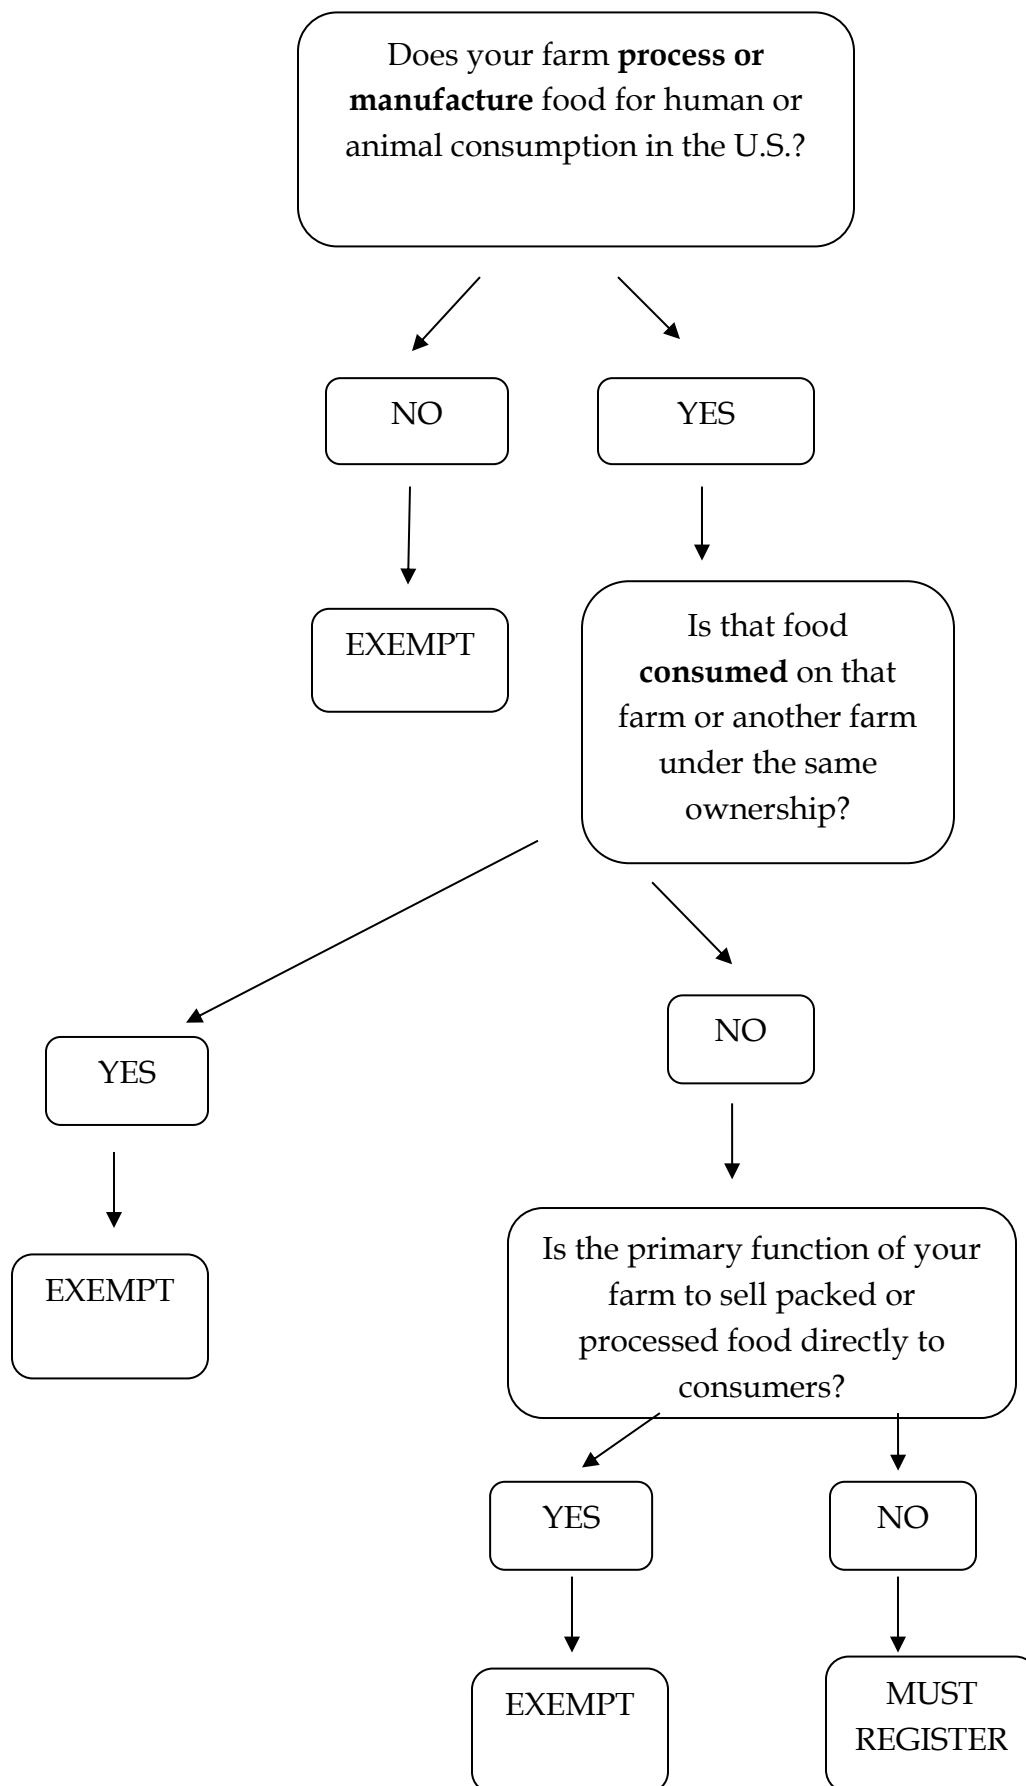 Does your farm process or
manufacture food for human or
animal consumption in the U.S.?
NO
YES
EXEMPT
Is that food
consumed on that
farm or another farm
under the same
ownership?
YES
NO
EXEMPT
Is the primary function of your
farm to sell packed or
processed food directly to
consumers?
YES
NO
EXEMPT
MUST
REGISTER